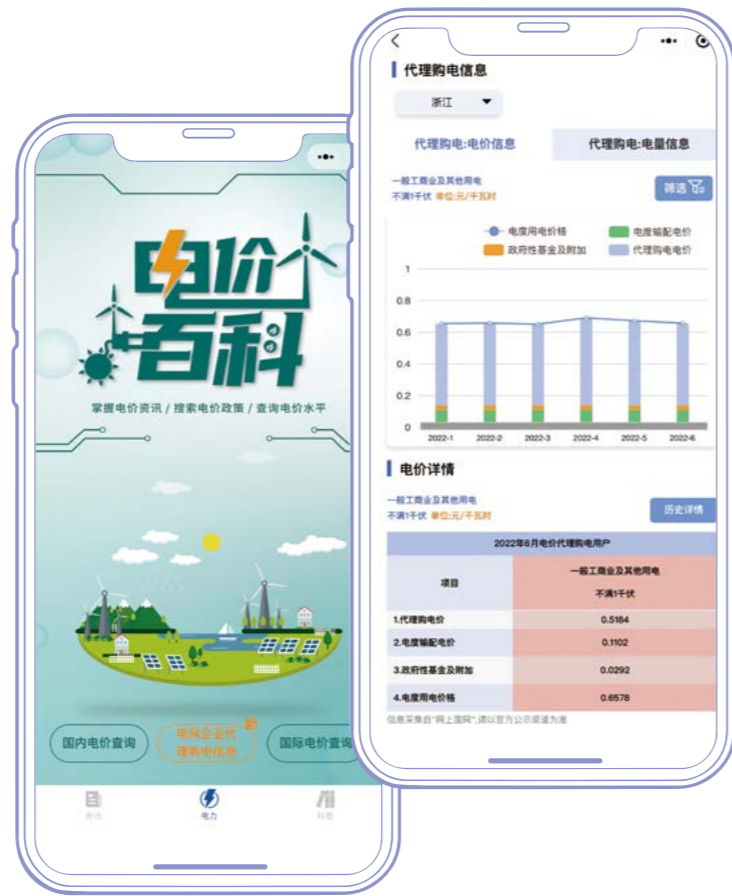 电价
百科
掌握电价资讯 / 搜索电价政策 / 查询电价水平
国内电价查询
电网企业代
理购电信息
新
国际电价查询
资讯
电力
科普
代理购电信息
浙江
代理购电:电价信息
代理购电:电量信息
一般工商业及其他用电
不满1千伏 单位:元/千瓦时
筛选
电度用电价格
电度输配电价
政府性基金及附加
代理购电电价
1
0.8
0.6
0.4
0.2
0
2022-1 2022-2 2022-3 2022-4 2022-5 2022-6
电价详情
一般工商业及其他用电
不满1千伏 单位:元/千瓦时
历史详情
2022年6月电价代理购电用户
项目
一般工商业及其他用电
不满1千伏
1.代理购电价 0.5184
2.电度输配电价 0.1102
3.政府性基金及附加 0.0292
4.电度用电价格 0.6578
信息采集自“网上国网”,请以官方公示渠道为准